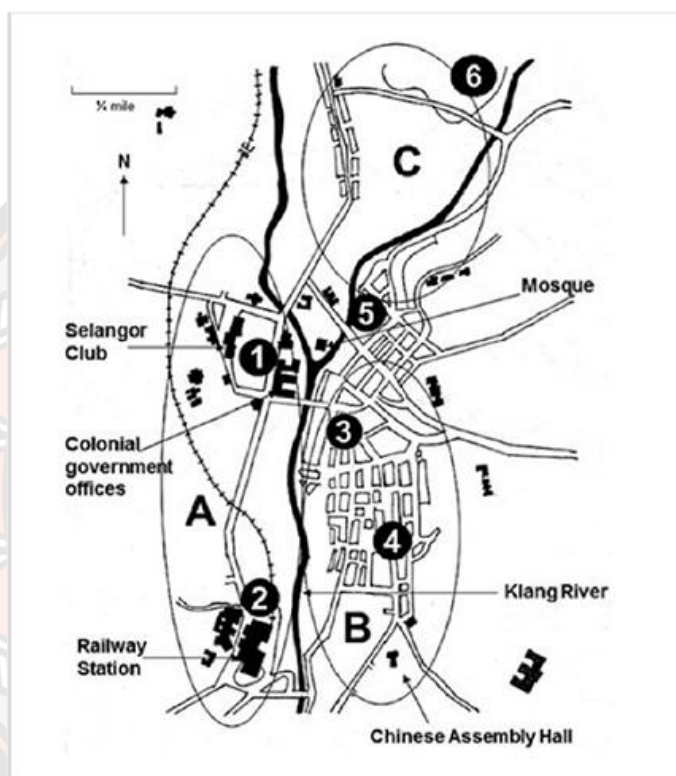 6
¼ mile
C
N
Mosque
5
Selangor
Club
1
3
Colonial
government
offices
A
4
2
Klang River
B
Railway
Station
Chinese Assembly Hall